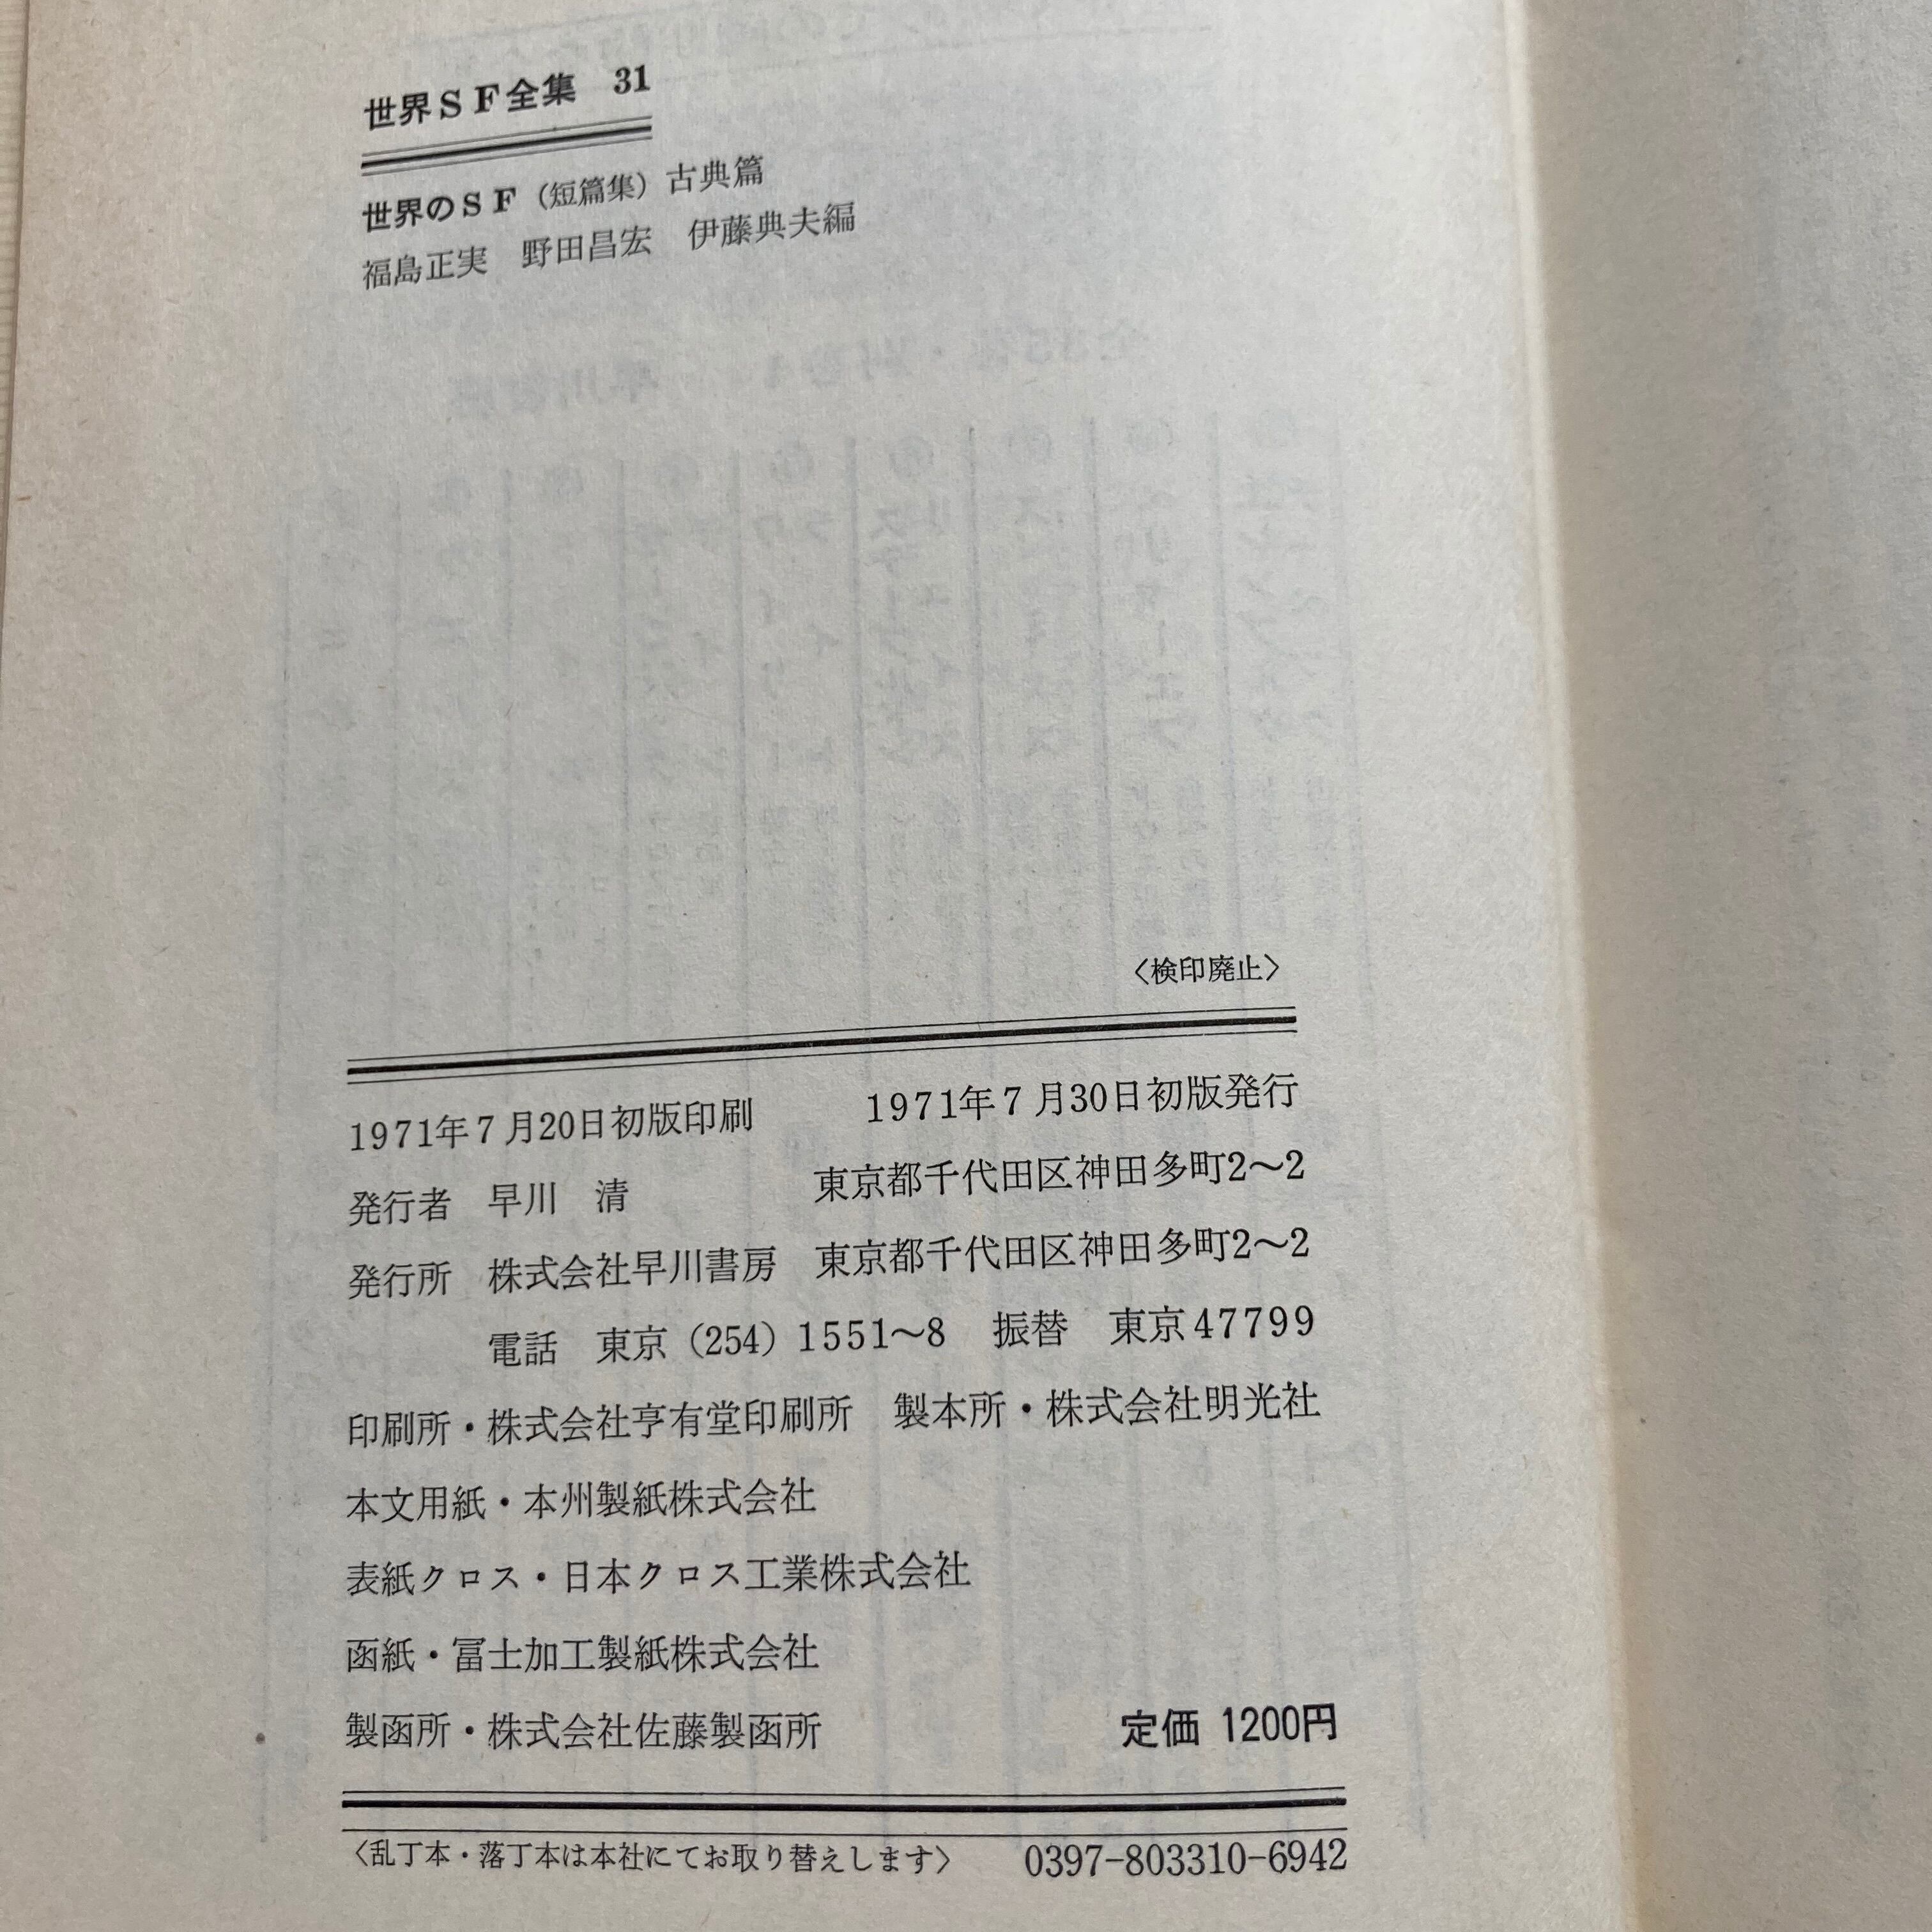 世界SF全集 31
世界のSF(短篇集)古典篇
福島正実 野田昌宏 伊藤典夫編
〈検印廃止〉
1971年7月20日初版印刷 1971年7月30日初版発行
発行者 早川 清 東京都千代田区神田多町2〜2
発行所 株式会社早川書房 東京都千代田区神田多町2〜2
電話 東京(254)1551〜8 振替 東京47799
印刷所・株式会社亨有堂印刷所 製本所・株式会社明光社
本文用紙・本州製紙株式会社
表紙クロス・日本クロス工業株式会社
函紙・冨士加工製紙株式会社
製函所・株式会社佐藤製函所 定価 1200円
〈乱丁本・落丁本は本社にてお取り替えします〉 0397-803310-6942